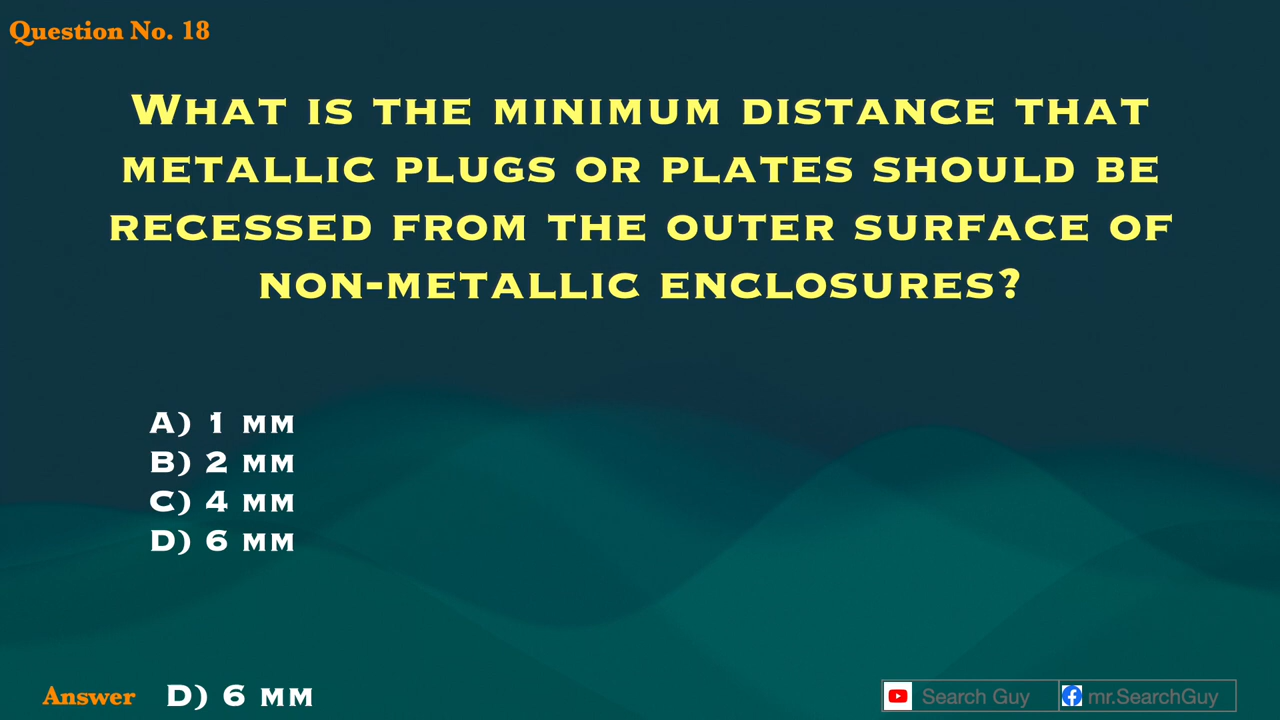 Question No. 18
What is the minimum distance that
metallic plugs or plates should be
recessed from the outer surface of
non-metallic enclosures?
A) 1 mm
B) 2 mm
C) 4 mm
D) 6 mm
Answer D) 6 mm
Search Guy mr.SearchGuy